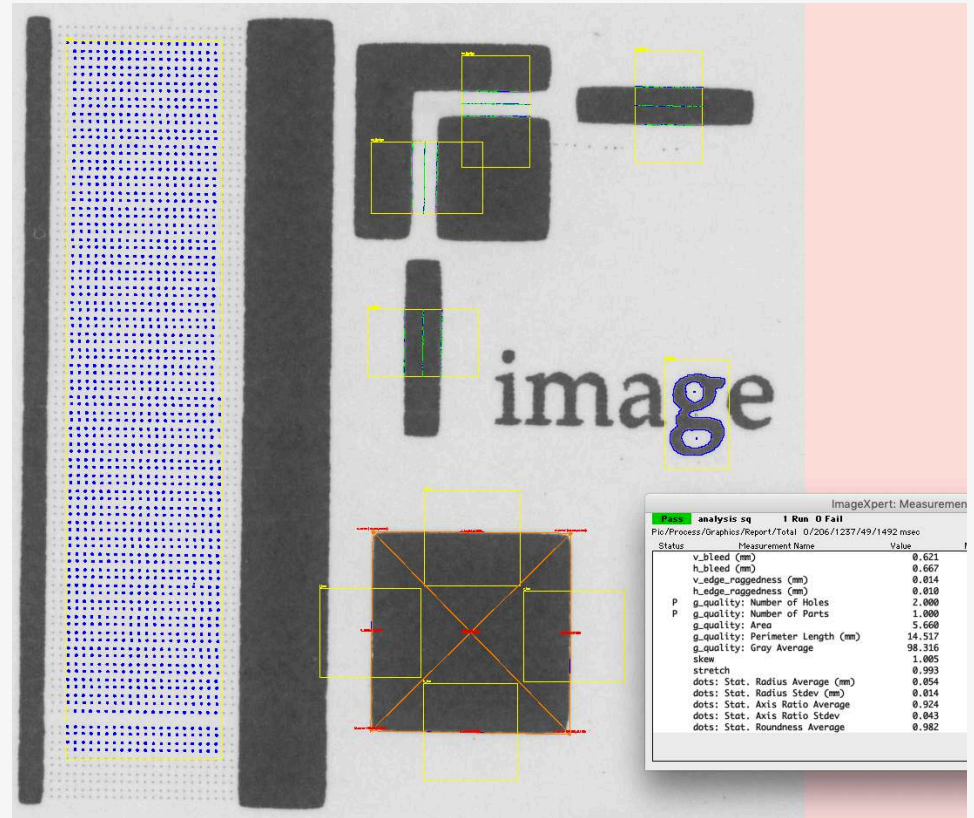 image
ImageXpert: Measuremen
Pass analysis sq 1 Run 0 Fail
Pic/Process/Graphics/Report/Total 0/206/1237/49/1492 msec
Status Measurement Name Value
v_bleed (mm) 0.621
h_bleed (mm) 0.667
v_edge_raggedness (mm) 0.014
h_edge_raggedness (mm) 0.010
P g_quality: Number of Holes 2.000
P g_quality: Number of Parts 1.000
g_quality: Area 5.660
g_quality: Perimeter Length (mm) 14.517
g_quality: Gray Average 98.316
skew 1.005
stretch 0.993
dots: Stat. Radius Average (mm) 0.054
dots: Stat. Radius Stdev (mm) 0.014
dots: Stat. Axis Ratio Average 0.924
dots: Stat. Axis Ratio Stdev 0.043
dots: Stat. Roundness Average 0.982